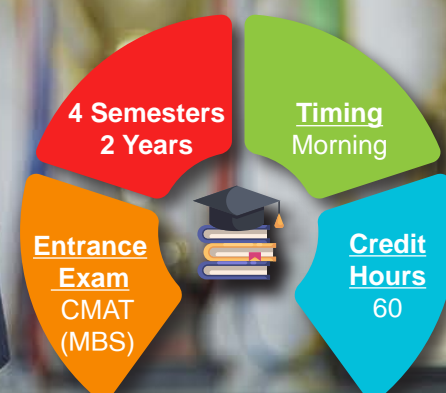 4 Semesters
2 Years
Timing
Morning
Entrance
Exam
CMAT
(MBS)
Credit
Hours
60